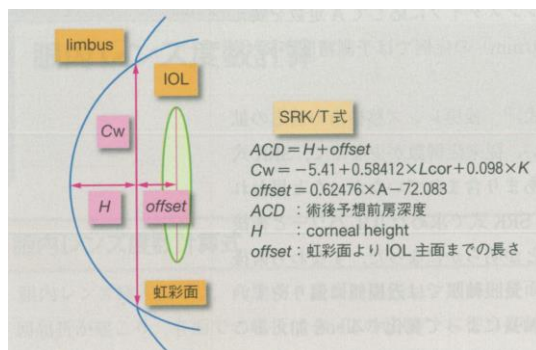 limbus
IOL
Cw
H
offset
虹彩面
SRK/T 式
ACD=H+offset
Cw=−5.41+0.58412×Lcor+0.098×K
offset=0.62476×A−72.083
ACD：術後予想前房深度
H　：corneal height
offset：虹彩面より IOL 主面までの長さ